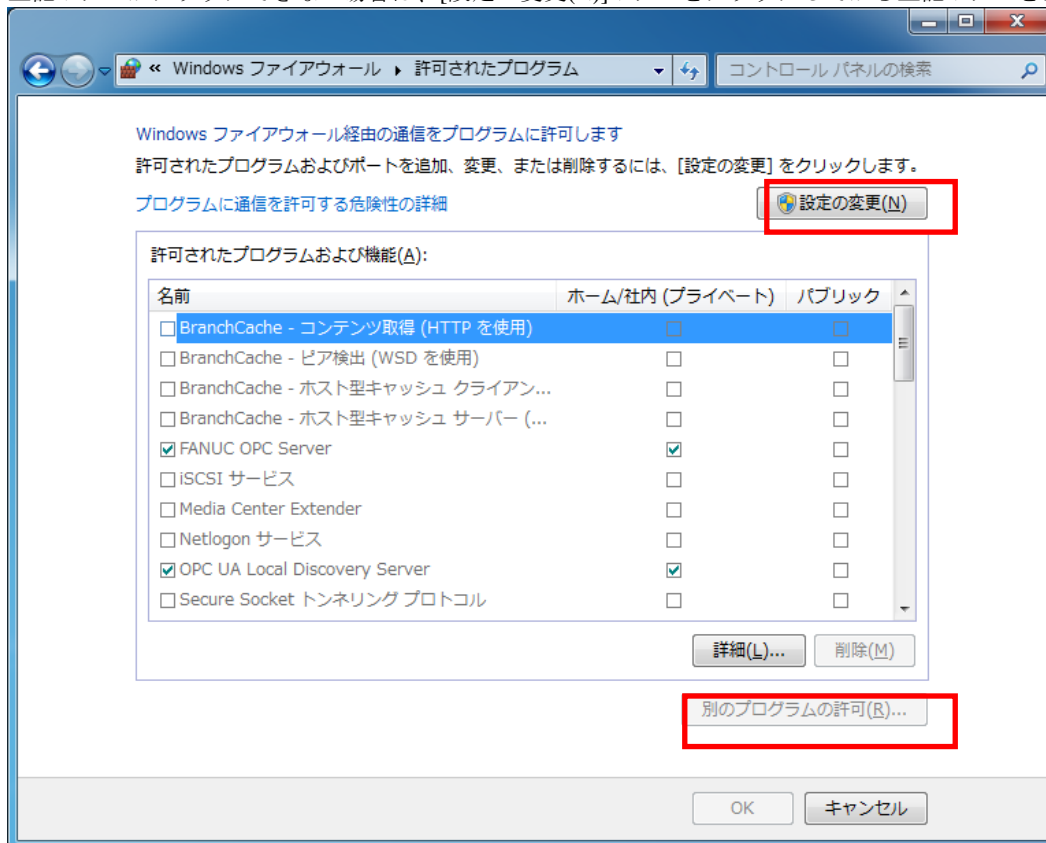 « Windows ファイアウォール ▸ 許可されたプログラム
コントロール パネルの検索
Windows ファイアウォール経由の通信をプログラムに許可します
許可されたプログラムおよびポートを追加、変更、または削除するには、[設定の変更] をクリックします。
プログラムに通信を許可する危険性の詳細
設定の変更(N)
許可されたプログラムおよび機能(A):
名前 ホーム/社内 (プライベート) パブリック
BranchCache - コンテンツ取得 (HTTP を使用)
BranchCache - ピア検出 (WSD を使用)
BranchCache - ホスト型キャッシュ クライアン...
BranchCache - ホスト型キャッシュ サーバー (...
FANUC OPC Server
iSCSI サービス
Media Center Extender
Netlogon サービス
OPC UA Local Discovery Server
Secure Socket トンネリング プロトコル
詳細(L)... 削除(M)
別のプログラムの許可(R)...
OK キャンセル